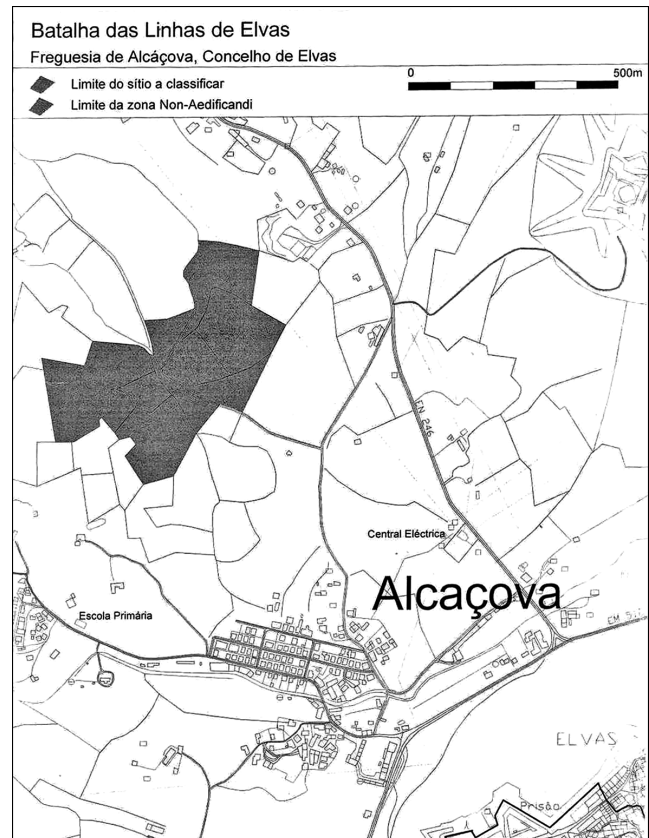 Batalha das Linhas de Elvas
Freguesia de Alcáçova, Concelho de Elvas
Limite do sítio a classificar
Limite da zona Non-Aedificandi
0 500m
EN 246
Central Eléctrica
Alcaçova
Escola Primária
EM
ELVAS
Prisão